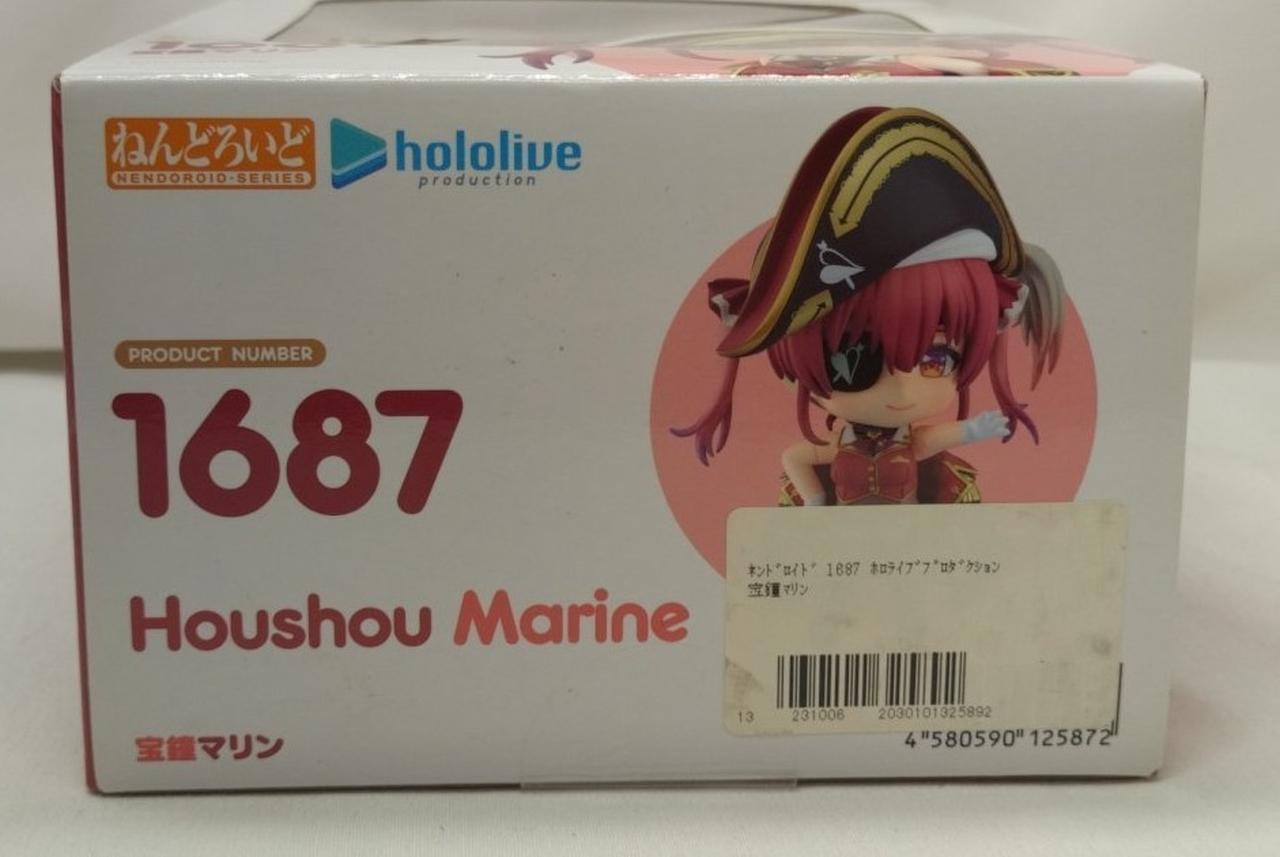 ねんどろいど
NENDOROID-SERIES
hololive
production
PRODUCT NUMBER
1687
Houshou Marine
宝鐘マリン
ﾈﾝﾄﾞﾛｲﾄﾞ 1687 ﾎﾛﾗｲﾌﾞﾌﾟﾛﾀﾞｸｼｮﾝ
宝鐘ﾏﾘﾝ
13 231006 2030101325892
4"580590"125872